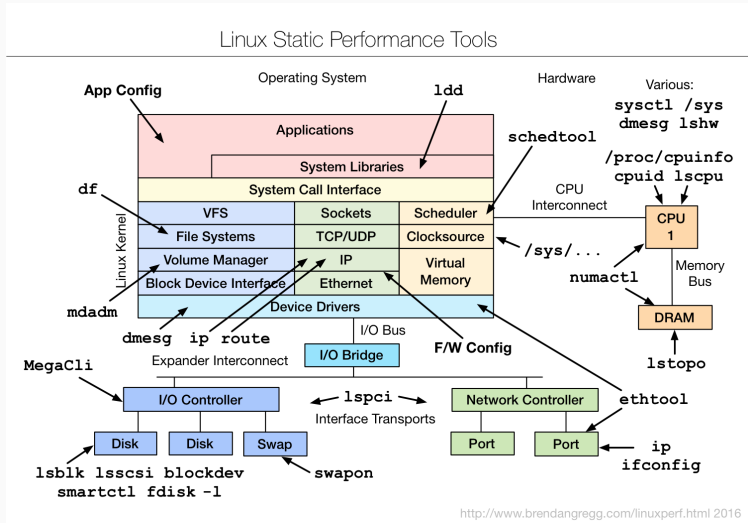 Linux Static Performance Tools
Operating System
Hardware
Various:
sysctl /sys
dmesg lshw
App Config
ldd
schedtool
/proc/cpuinfo
cpuid lscpu
Applications
System Libraries
System Call Interface
df
Linux Kernel
VFS
Sockets
Scheduler
File Systems
TCP/UDP
Clocksource
Volume Manager
IP
Virtual
Memory
Block Device Interface
Ethernet
Device Drivers
CPU
Interconnect
CPU
1
/sys/...
numactl
Memory
Bus
DRAM
lstopo
mdadm
dmesg
ip
route
F/W Config
I/O Bus
Expander Interconnect
I/O Bridge
MegaCli
I/O Controller
lspci
Interface Transports
Network Controller
ethtool
Disk
Disk
Swap
Port
Port
lsblk lsscsi blockdev
smartctl fdisk -l
swapon
ip
ifconfig
http://www.brendangregg.com/linuxperf.html 2016